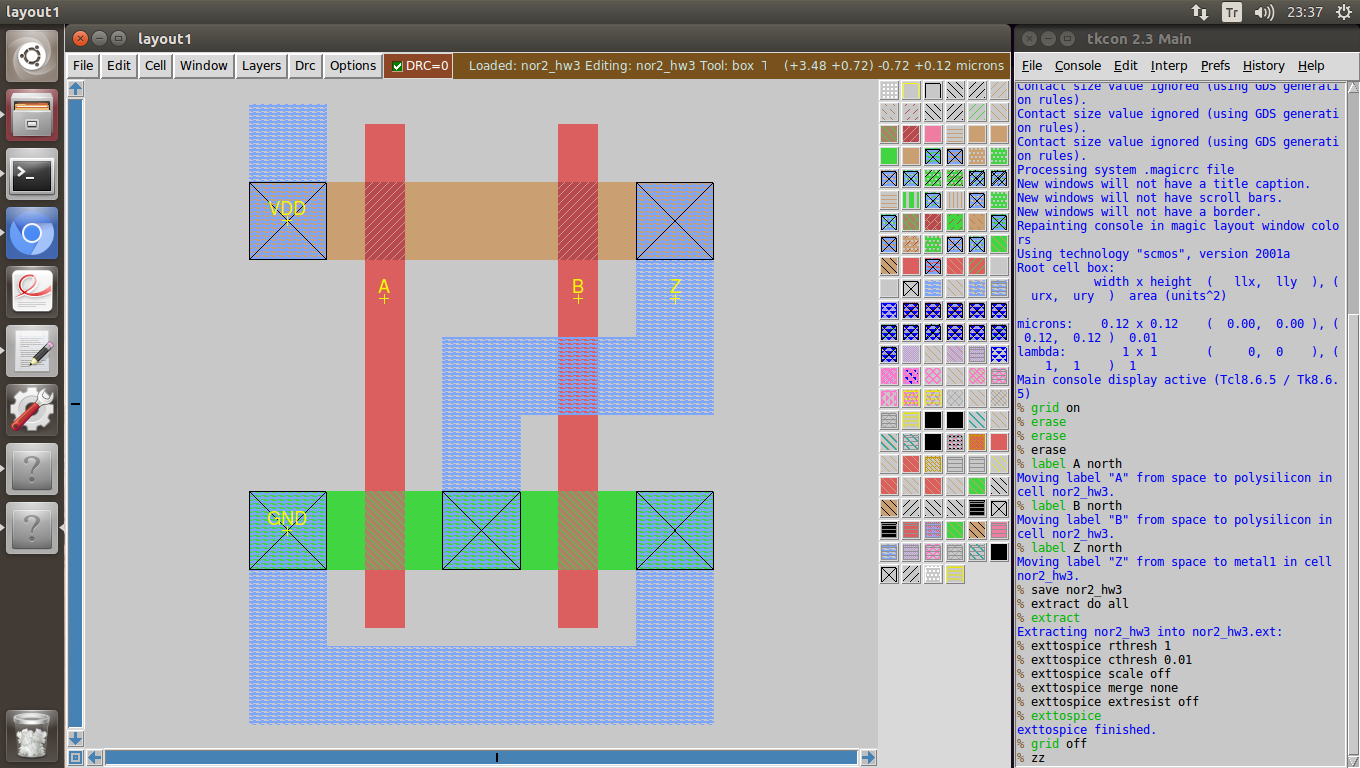 layout1
Tr
23:37
layout1
File Edit Cell Window Layers Drc Options DRC=0 Loaded: nor2_hw3 Editing: nor2_hw3 Tool: box (+3.48 +0.72) -0.72 +0.12 microns
VDD
A
B
Z
GND
tkcon 2.3 Main
File Console Edit Interp Prefs History Help
Contact size value ignored (using GDS generati
on rules).
Contact size value ignored (using GDS generati
on rules).
Contact size value ignored (using GDS generati
on rules).
Processing system .magicrc file
New windows will not have a title caption.
New windows will not have scroll bars.
New windows will not have a border.
Repainting console in magic layout window colo
rs
Using technology "scmos", version 2001a
Root cell box:
width x height ( llx, lly ), (
urx, ury ) area (units^2)
microns: 0.12 x 0.12 ( 0.00, 0.00 ), (
0.12, 0.12 ) 0.01
lambda: 1 x 1 ( 0, 0 ), (
1, 1 ) 1
Main console display active (Tcl8.6.5 / Tk8.6.
5)
% grid on
% erase
% erase
% erase
% label A north
Moving label "A" from space to polysilicon in
cell nor2_hw3.
% label B north
Moving label "B" from space to polysilicon in
cell nor2_hw3.
% label Z north
Moving label "Z" from space to metal1 in cell
nor2_hw3.
% save nor2_hw3
% extract do all
% extract
Extracting nor2_hw3 into nor2_hw3.ext:
% exttospice rthresh 1
% exttospice cthresh 0.01
% exttospice scale off
% exttospice merge none
% exttospice extresist off
% exttospice
exttospice finished.
% grid off
% zz